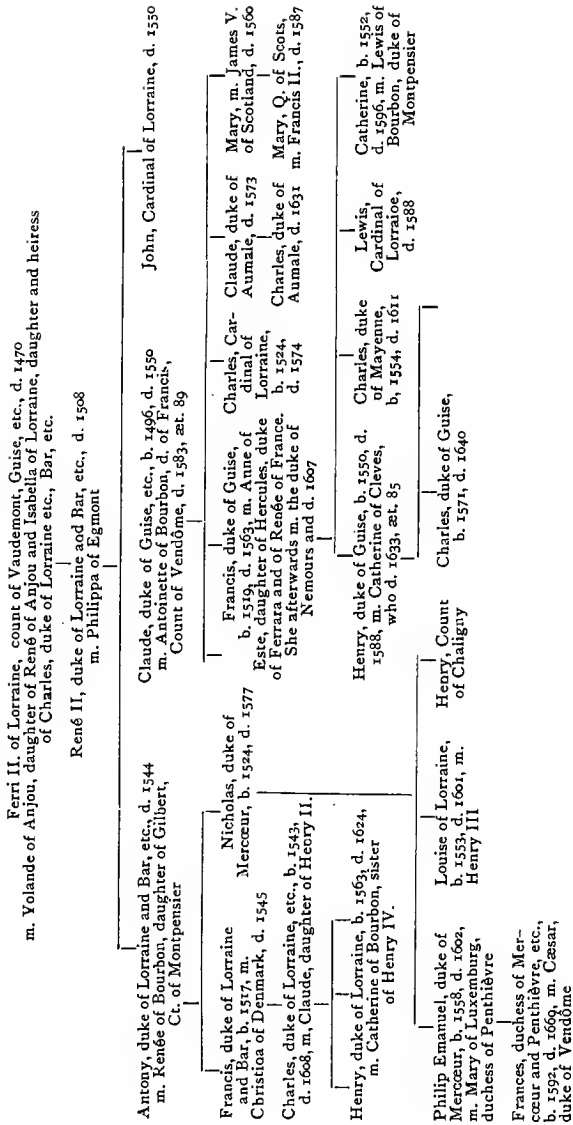 Ferri II. of Lorraine, count of Vaudemont, Guise, etc., d. 1470
m. Yolande of Anjou, daughter of René of Anjou and Isabella of Lorraine, daughter and heiress
of Charles, duke of Lorraine etc., Bar, etc.
René II, duke of Lorraine and Bar, etc., d. 1508
m. Philippa of Egmont
Antony, duke of Lorraine and Bar, etc., d. 1544
m. Renée of Bourbon, daughter of Gilbert,
Ct. of Montpensier
Claude, duke of Guise, etc., b. 1496, d. 1550
m. Antoinette of Bourbon, d. of Francis,
Count of Vendôme, d. 1583, æt. 89
John, Cardinal of Lorraine, d. 1550
Francis, duke of Lorraine
and Bar, b. 1517, m.
Christioa of Denmark, d. 1545
Nicholas, duke of
Mercœur, b. 1524, d. 1577
Francis, duke of Guise,
b. 1519, d. 1563, m. Anne of
Este, daughter of Hercules, duke
of Ferrara and of Renée of France.
She afterwards m. the duke of
Nemours and d. 1607
Charles, Car-
dinal of
Lorraine,
b. 1524,
d. 1574
Claude, duke of
Aumale, d. 1573
Charles, duke of
Aumale, d. 1631
Mary, m. James V.
of Scotland, d. 1560
Mary, Q. of Scots,
m. Francis II., d. 1587
Charles, duke of Lorraine, etc., b. 1543,
d. 1608, m, Claude, daughter of Heory II.
Henry, duke of Lorraine, b. 1563, d. 1624,
m. Catherine of Bourbon, sister
of Henry IV.
Henry, duke of Guise, b. 1550, d.
1588, m. Catherine of Cleves,
who d. 1633, æt. 85
Charles, duke
of Mayenne,
b, 1554, d. 1611
Lewis,
Cardinal of
Lorraioe,
d. 1588
Catherine, b. 1552,
d. 1596, m. Lewis of
Bourbon, duke of
Montpensier
Philip Emanuel, duke of
Mercœur, b. 1558, d. 1602,
m. Mary of Luxemburg,
duchess of Penthièvre
Louise of Lorraine,
b. 1553, d. 1601, m.
Henry III
Henry, Count
of Chaligny
Charles, duke of Guise,
b. 1571, d. 1640
Frances, duchess of Mer-
cœur and Penthièvre, etc.,
b. 1592, d. 1669, m. Cæsar,
duke of Vendôme